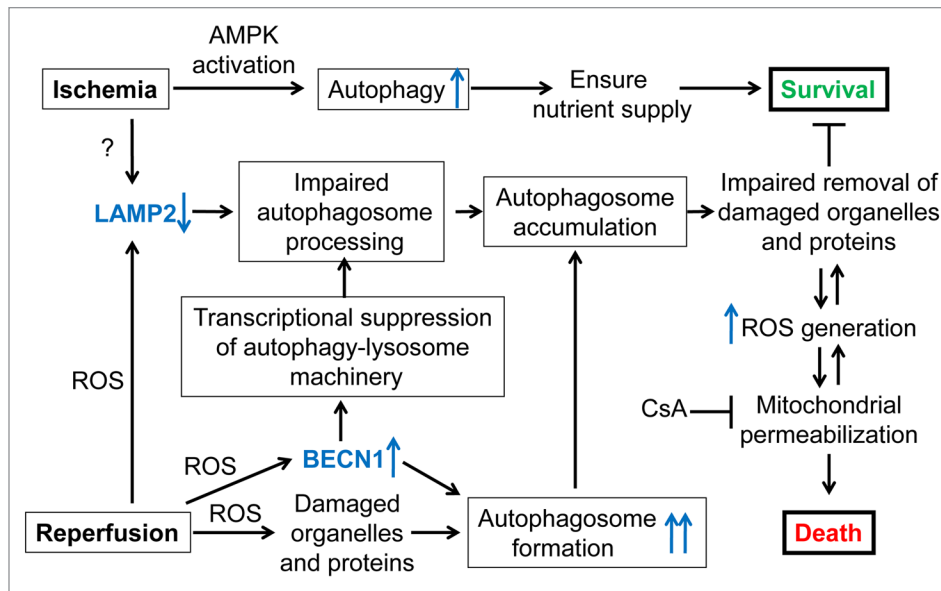 AMPK
activation
Ischemia
Autophagy
Ensure
nutrient supply
Survival
?
LAMP2
Impaired
autophagosome
processing
Autophagosome
accumulation
Impaired removal of
damaged organelles
and proteins
Transcriptional suppression
of autophagy-lysosome
machinery
ROS generation
ROS
CsA
Mitochondrial
permeabilization
BECN1
ROS
ROS
Reperfusion
Damaged
organelles
and proteins
Autophagosome
formation
Death